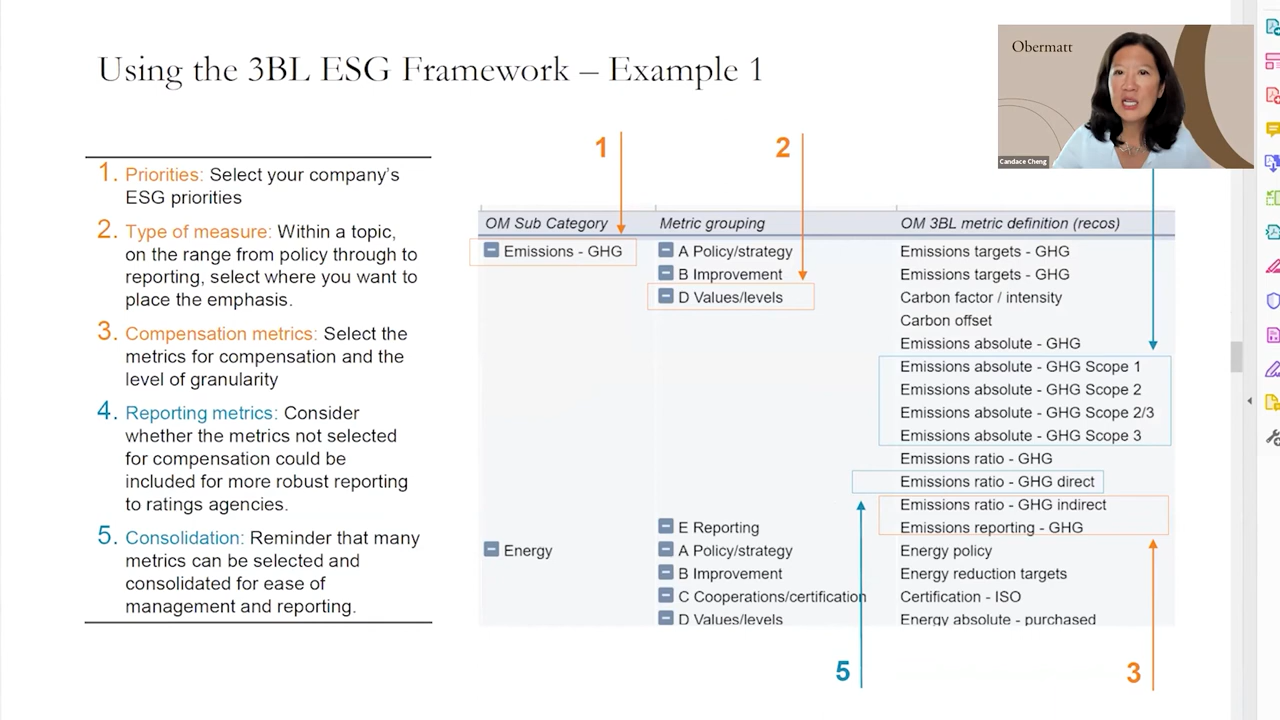 Using the 3BL ESG Framework – Example 1
Obermatt
Candace Cheng
1. Priorities: Select your company's
ESG priorities
2. Type of measure: Within a topic,
on the range from policy through to
reporting, select where you want to
place the emphasis.
3. Compensation metrics: Select the
metrics for compensation and the
level of granularity
4. Reporting metrics: Consider
whether the metrics not selected
for compensation could be
included for more robust reporting
to ratings agencies.
5. Consolidation: Reminder that many
metrics can be selected and
consolidated for ease of
management and reporting.
1
2
OM Sub Category Metric grouping OM 3BL metric definition (recos)
Emissions - GHG A Policy/strategy Emissions targets - GHG
B Improvement Emissions targets - GHG
D Values/levels Carbon factor / intensity
Carbon offset
Emissions absolute - GHG
Emissions absolute - GHG Scope 1
Emissions absolute - GHG Scope 2
Emissions absolute - GHG Scope 2/3
Emissions absolute - GHG Scope 3
Emissions ratio - GHG
Emissions ratio - GHG direct
Emissions ratio - GHG indirect
E Reporting Emissions reporting - GHG
Energy A Policy/strategy Energy policy
B Improvement Energy reduction targets
C Cooperations/certification Certification - ISO
D Values/levels Energy absolute - purchased
5
3